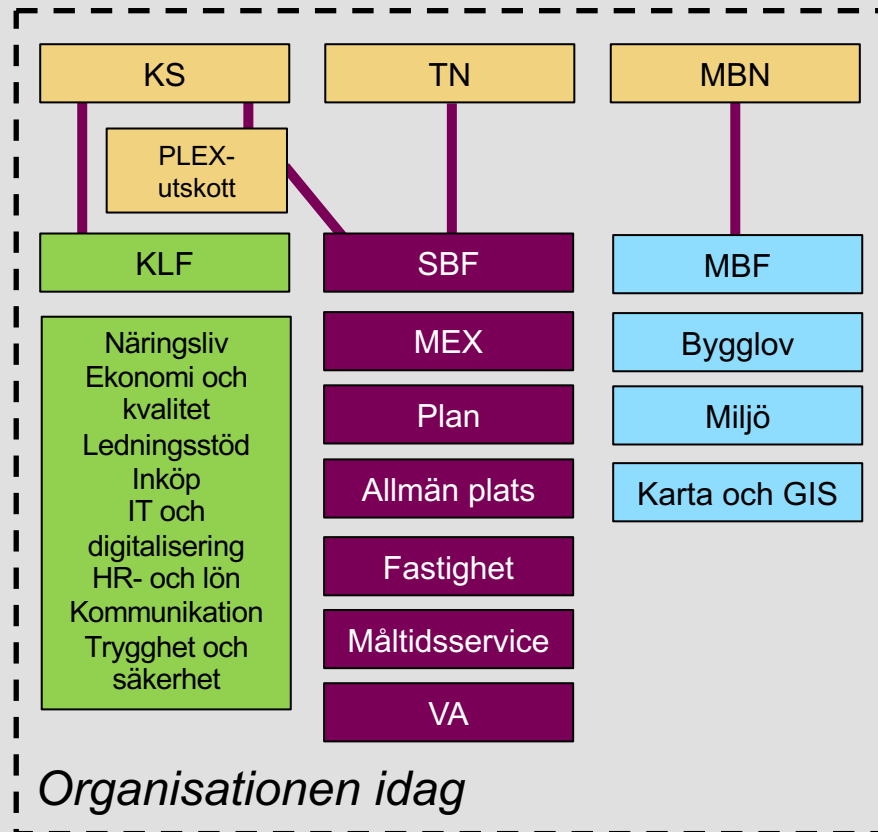 KS
TN
MBN
PLEX-
utskott
KLF
SBF
MBF
Näringsliv
Ekonomi och
kvalitet
Ledningsstöd
Inköp
IT och
digitalisering
HR- och lön
Kommunikation
Trygghet och
säkerhet
MEX
Plan
Allmän plats
Fastighet
Måltidsservice
VA
Bygglov
Miljö
Karta och GIS
Organisationen idag